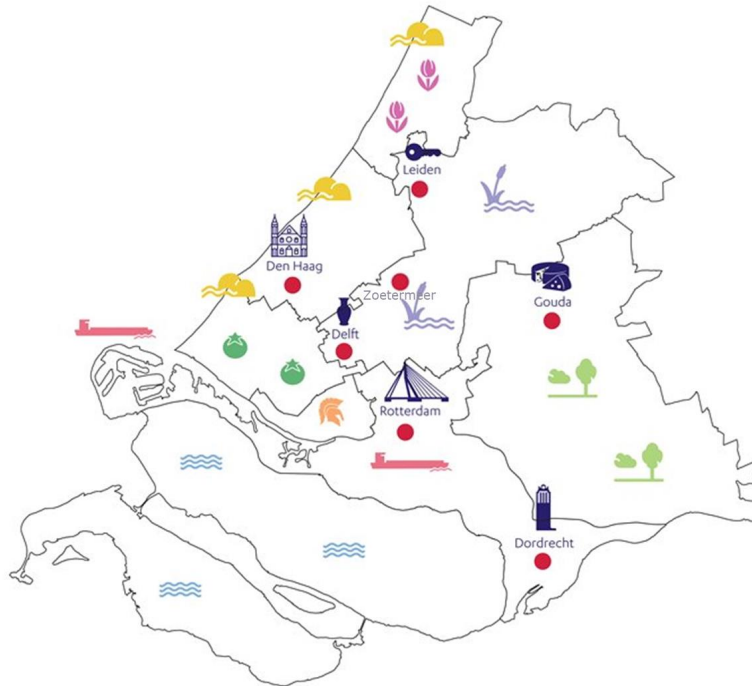 Leiden
Den Haag
Zoetermeer
Gouda
Delft
Rotterdam
Dordrecht